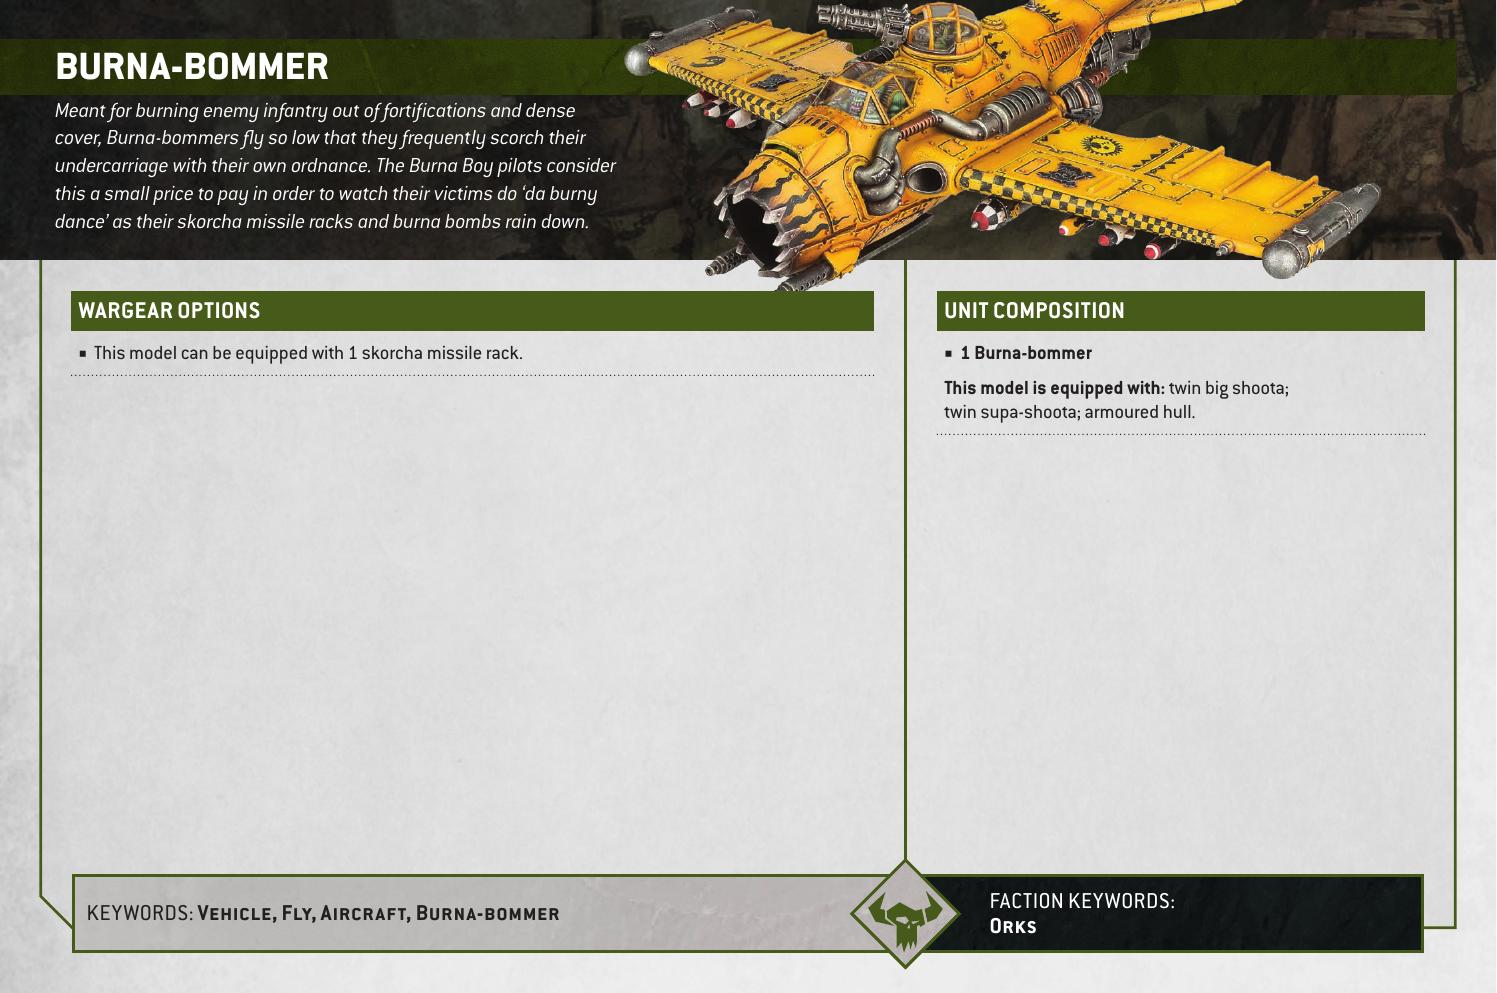 BURNA-BOMMER
Meant for burning enemy infantry out of fortifications and dense
cover, Burna-bommers fly so low that they frequently scorch their
undercarriage with their own ordnance. The Burna Boy pilots consider
this a small price to pay in order to watch their victims do ‘da burny
dance’ as their skorcha missile racks and burna bombs rain down.
WARGEAR OPTIONS
▪ This model can be equipped with 1 skorcha missile rack.
UNIT COMPOSITION
▪ 1 Burna-bommer
This model is equipped with: twin big shoota;
twin supa-shoota; armoured hull.
KEYWORDS: Vehicle, Fly, Aircraft, Burna-bommer
FACTION KEYWORDS:
Orks